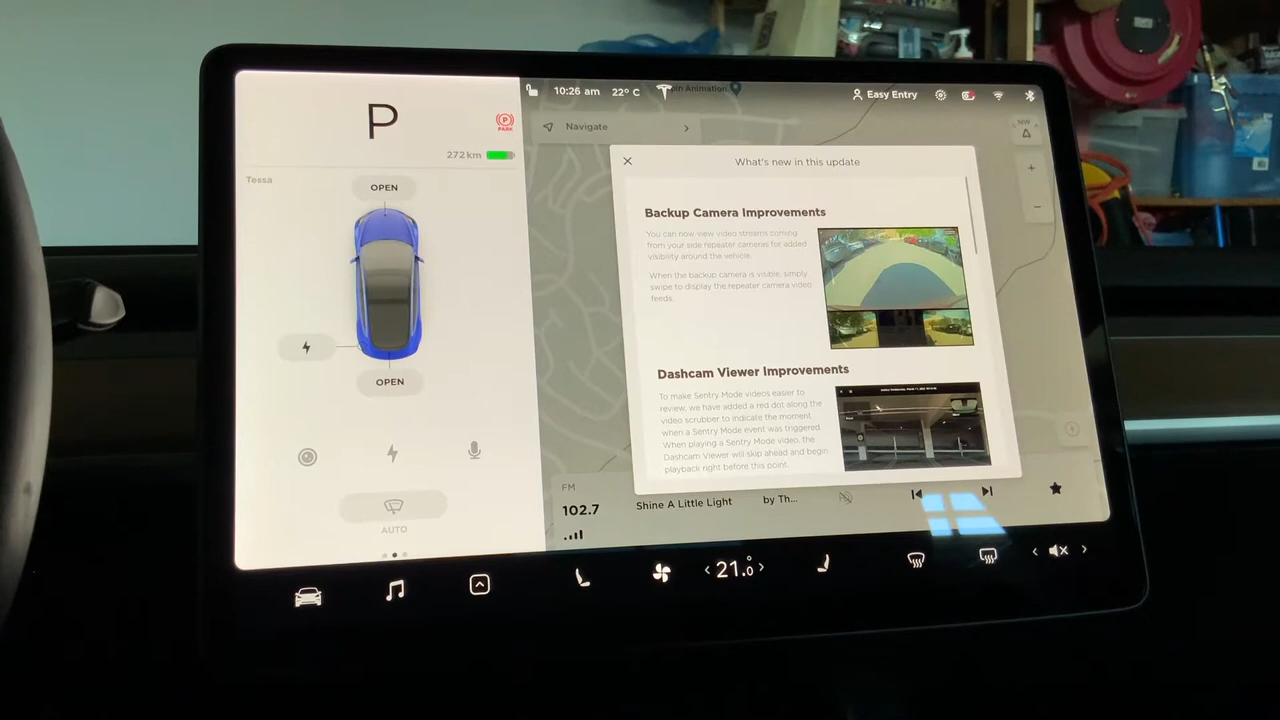 P
PARK
272km
Tessa
OPEN
OPEN
AUTO
10:26 am 22° C
Animation
Easy Entry
Navigate
NW
+
-
What's new in this update
Backup Camera Improvements
You can now view video streams coming
from your side repeater cameras for added
visibility around the vehicle.
When the backup camera is visible, simply
swipe to display the repeater camera video
feeds.
Dashcam Viewer Improvements
To make Sentry Mode videos easier to
review, we have added a red dot along the
video scrubber to indicate the moment
when a Sentry Mode event was triggered.
When playing a Sentry Mode video, the
Dashcam Viewer will skip ahead and begin
playback right before this point.
FM
102.7
Shine A Little Light by Th...
21.0°